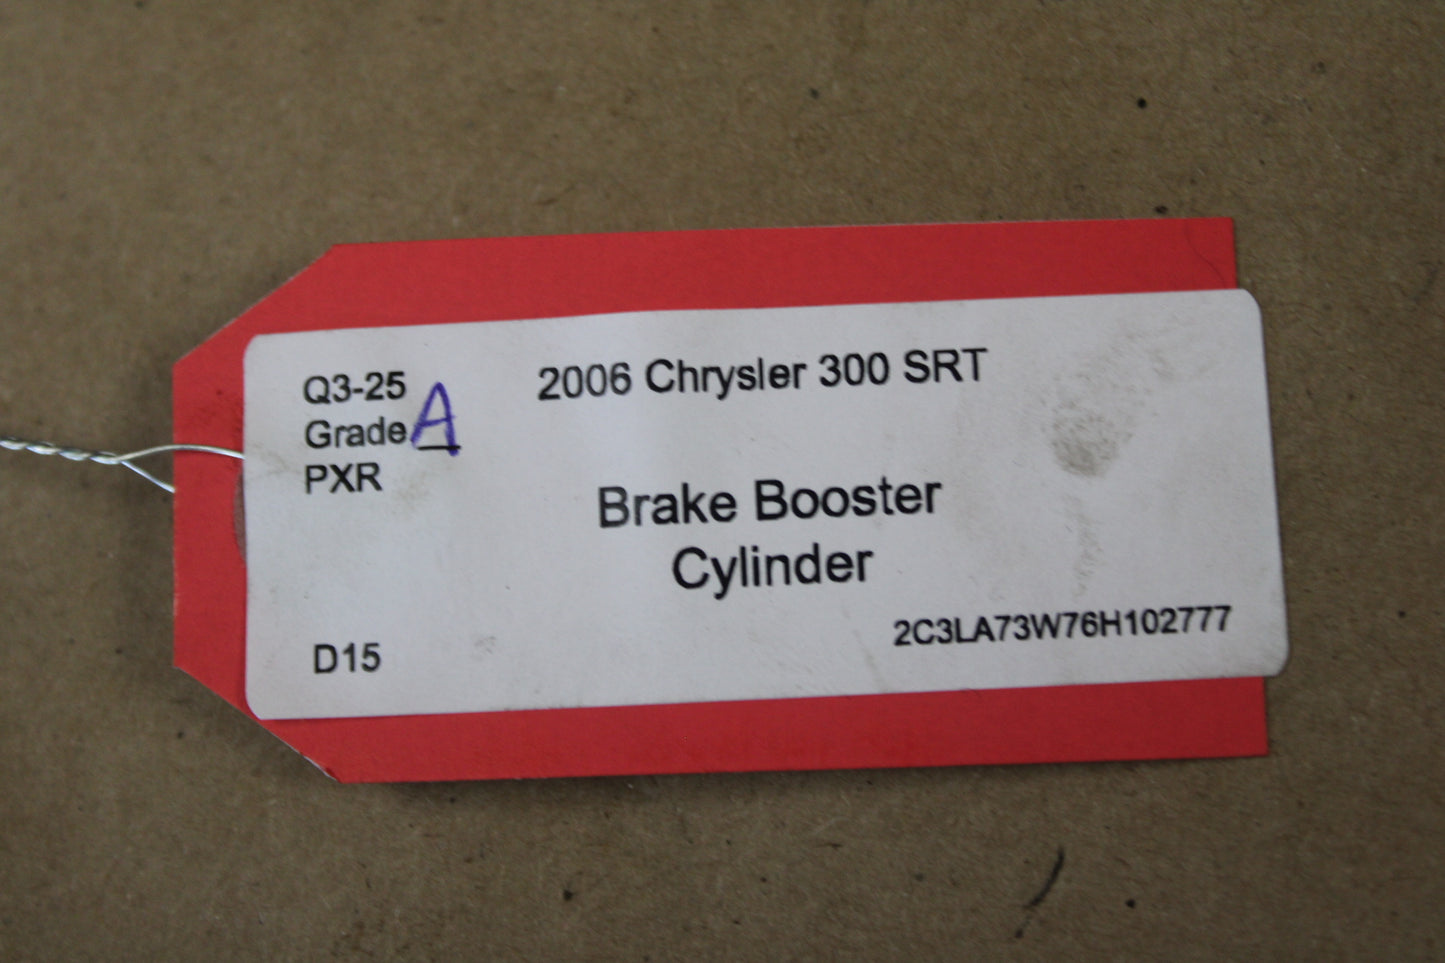 Q3-25
2006 Chrysler 300 SRT
Grade A
PXR
Brake Booster
Cylinder
2C3LA73W76H102777
D15